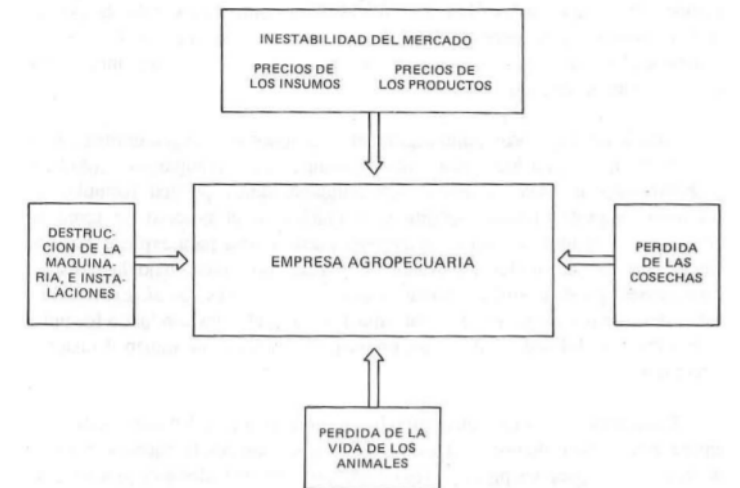 INESTABILIDAD DEL MERCADO
PRECIOS DE
LOS INSUMOS
PRECIOS DE
LOS PRODUCTOS
DESTRUC-
CION DE LA
MAQUINA-
RIA, E INSTA-
LACIONES
EMPRESA AGROPECUARIA
PERDIDA
DE LAS
COSECHAS
PERDIDA DE LA
VIDA DE LOS
ANIMALES